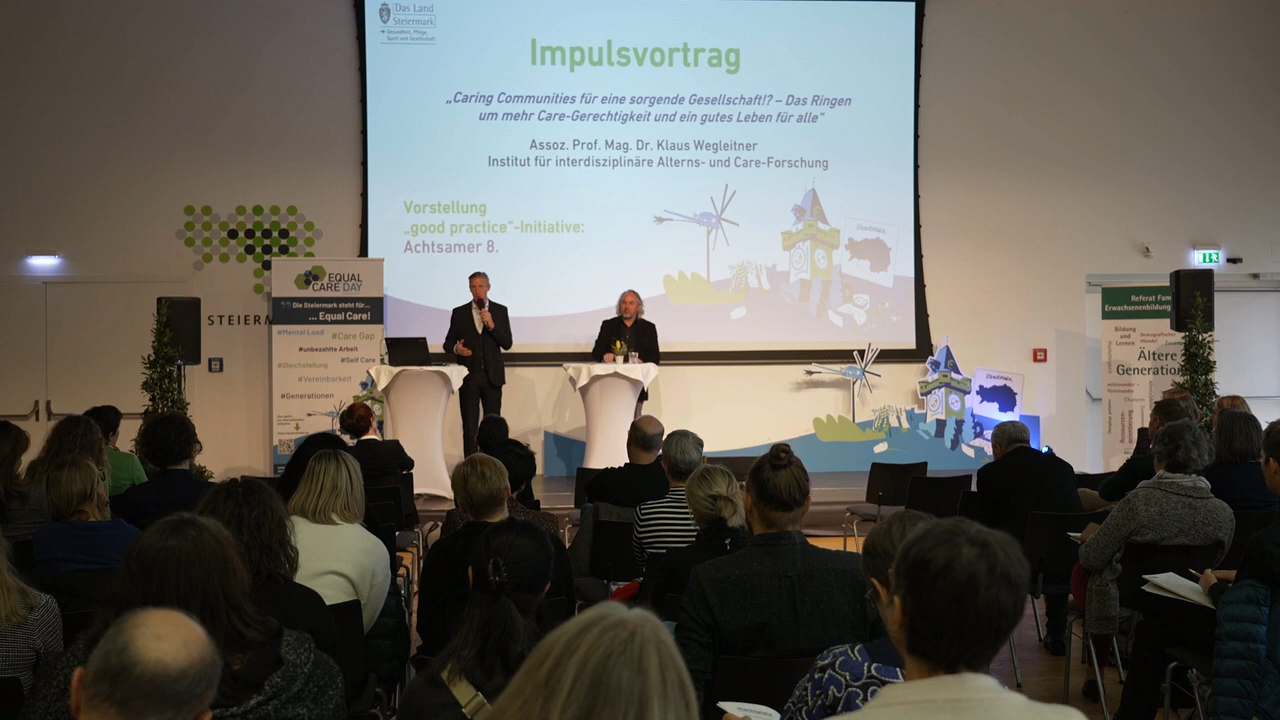 Das Land
Steiermark
→ Gesundheit, Pflege,
Sport und Gesellschaft
Impulsvortrag
„Caring Communities für eine sorgende Gesellschaft!? – Das Ringen
um mehr Care-Gerechtigkeit und ein gutes Leben für alle“
Assoz. Prof. Mag. Dr. Klaus Wegleitner
Institut für interdisziplinäre Alterns- und Care-Forschung
Vorstellung
„good practice“-Initiative:
Achtsamer 8.
STEIERM
EQUAL
CARE DAY
Die Steiermark steht für...
... Equal Care!
#Mental Load
#Care Gap
#unbezahlte Arbeit
#Self Care
#Gleichstellung
#Vereinbarkeit
#Generationen
Referat Fam
Erwachsenenbildung
Bildung
und
Lernen
Ältere
Generation